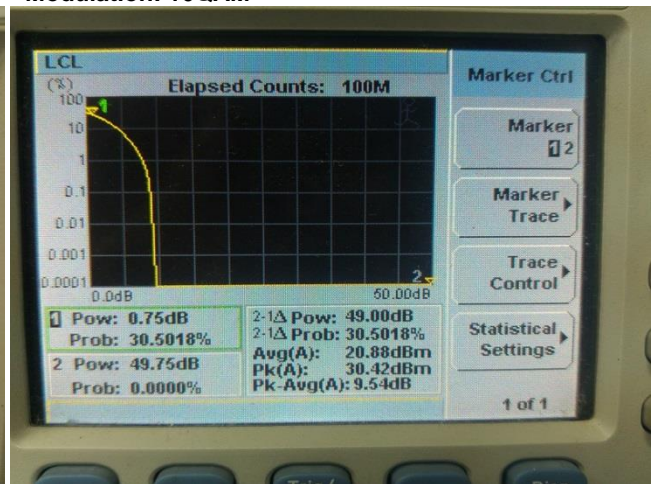 LCL
(%)
Elapsed Counts: 100M
100
1
10
1
0.1
0.01
0.001
0.0001
2
0.0dB
50.00dB
1 Pow: 0.75dB
Prob: 30.5018%
2 Pow: 49.75dB
Prob: 0.0000%
2-1Δ Pow: 49.00dB
2-1Δ Prob: 30.5018%
Avg(A): 20.88dBm
Pk(A): 30.42dBm
Pk-Avg(A): 9.54dB
Marker Ctrl
Marker
1 2
Marker
Trace
Trace
Control
Statistical
Settings
1 of 1